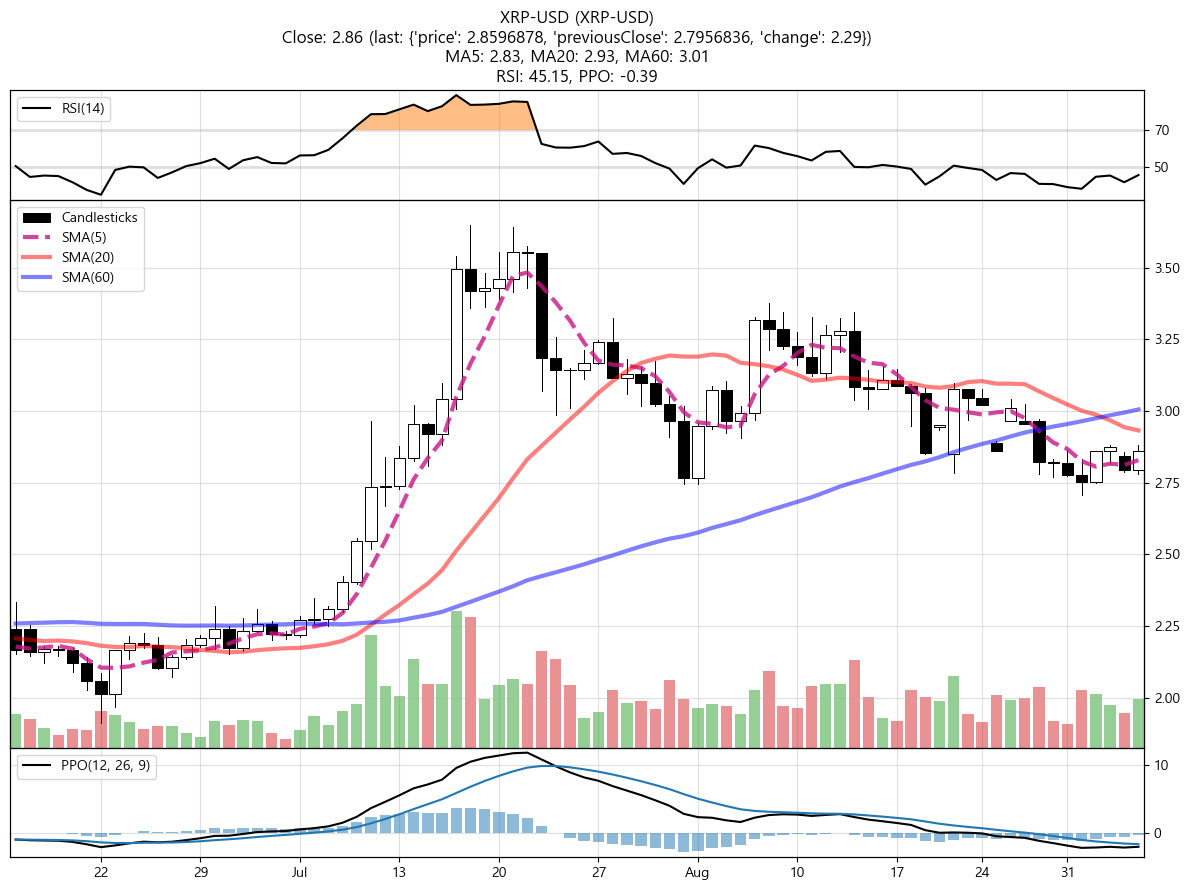 XRP-USD (XRP-USD)
Close: 2.86 (last: {'price': 2.8596878, 'previousClose': 2.7956836, 'change': 2.29})
MA5: 2.83, MA20: 2.93, MA60: 3.01
RSI: 45.15, PPO: -0.39
RSI(14)
70
50
Candlesticks
SMA(5)
SMA(20)
SMA(60)
3.50
3.25
3.00
2.75
2.50
2.25
2.00
PPO(12, 26, 9)
10
0
22 29 Jul 13 20 27 Aug 10 17 24 31